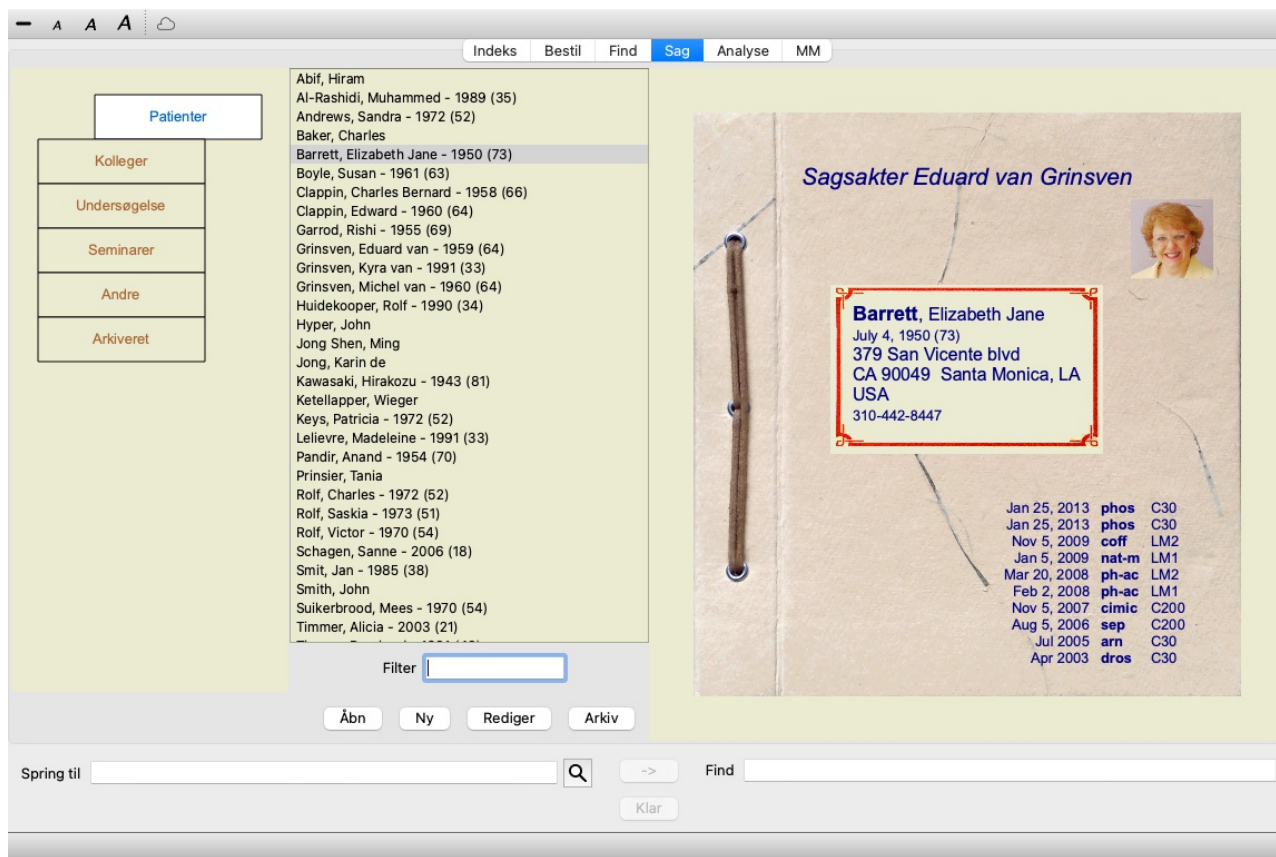 A A A
Indeks Bestil Find Sag Analyse MM
Patienter
Kolleger
Undersøgelse
Seminarer
Andre
Arkiveret
Abif, Hiram
Al-Rashidi, Muhammed - 1989 (35)
Andrews, Sandra - 1972 (52)
Baker, Charles
Barrett, Elizabeth Jane - 1950 (73)
Boyle, Susan - 1961 (63)
Clappin, Charles Bernard - 1958 (66)
Clappin, Edward - 1960 (64)
Garrod, Rishi - 1955 (69)
Grinsven, Eduard van - 1959 (64)
Grinsven, Kyra van - 1991 (33)
Grinsven, Michel van - 1960 (64)
Huidekooper, Rolf - 1990 (34)
Hyper, John
Jong Shen, Ming
Jong, Karin de
Kawasaki, Hirakozu - 1943 (81)
Ketellapper, Wieger
Keys, Patricia - 1972 (52)
Lelievre, Madeleine - 1991 (33)
Pandir, Anand - 1954 (70)
Prinsier, Tania
Rolf, Charles - 1972 (52)
Rolf, Saskia - 1973 (51)
Rolf, Victor - 1970 (54)
Schagen, Sanne - 2006 (18)
Smit, Jan - 1985 (38)
Smith, John
Suikerbrood, Mees - 1970 (54)
Timmer, Alicia - 2003 (21)
Filter
Åbn Ny Rediger Arkiv
Sagsakter Eduard van Grinsven
Barrett, Elizabeth Jane
July 4, 1950 (73)
379 San Vicente blvd
CA 90049 Santa Monica, LA
USA
310-442-8447
Jan 25, 2013 phos C30
Jan 25, 2013 phos C30
Nov 5, 2009 coff LM2
Jan 5, 2009 nat-m LM1
Mar 20, 2008 ph-ac LM2
Feb 2, 2008 ph-ac LM1
Nov 5, 2007 cimic C200
Aug 5, 2006 sep C200
Jul 2005 arn C30
Apr 2003 dros C30
Spring til
-> Find
Klar